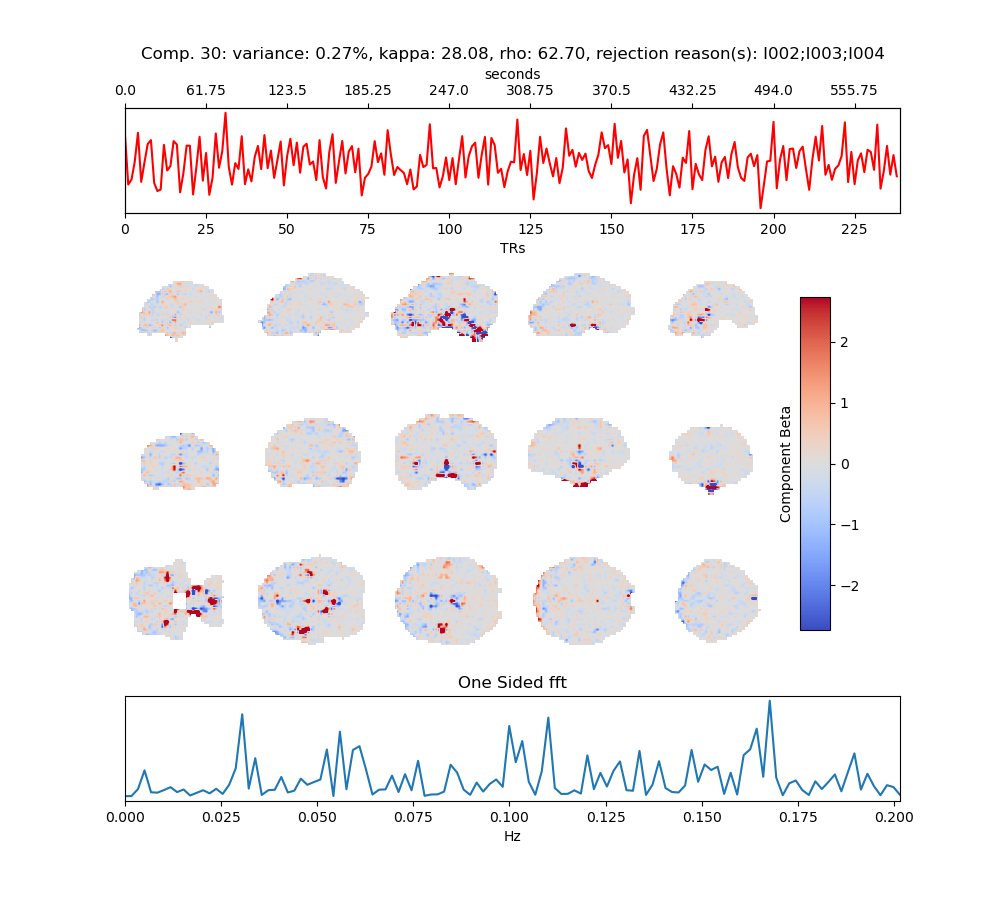 Comp. 30: variance: 0.27%, kappa: 28.08, rho: 62.70, rejection reason(s): I002;I003;I004
seconds
0.0 61.75 123.5 185.25 247.0 308.75 370.5 432.25 494.0 555.75
0 25 50 75 100 125 150 175 200 225
TRs
2
1
0
−1
−2
Component Beta
One Sided fft
0.000 0.025 0.050 0.075 0.100 0.125 0.150 0.175 0.200
Hz